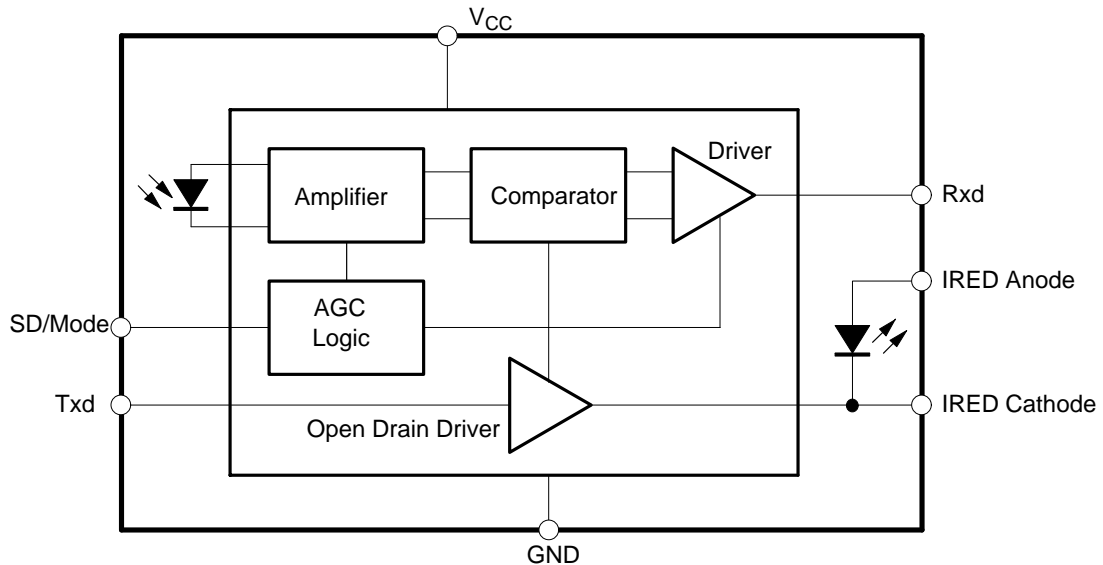 VCC
Driver
Amplifier
Comparator
Rxd
IRED Anode
AGC
Logic
SD/Mode
Txd
Open Drain Driver
IRED Cathode
GND